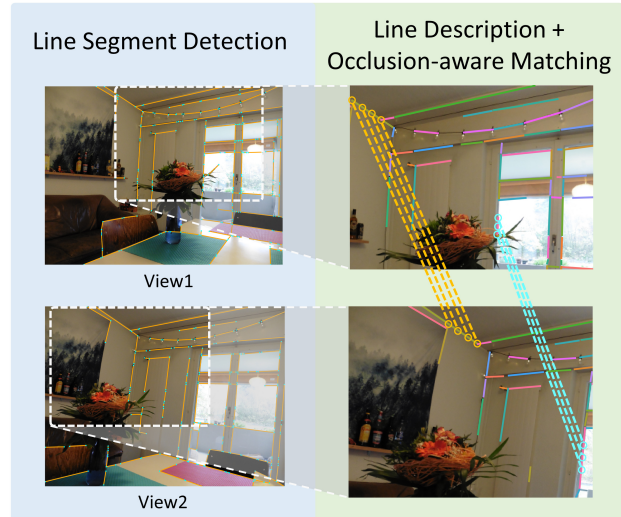 Line Segment Detection
Line Description +
Occlusion-aware Matching
View1
View2